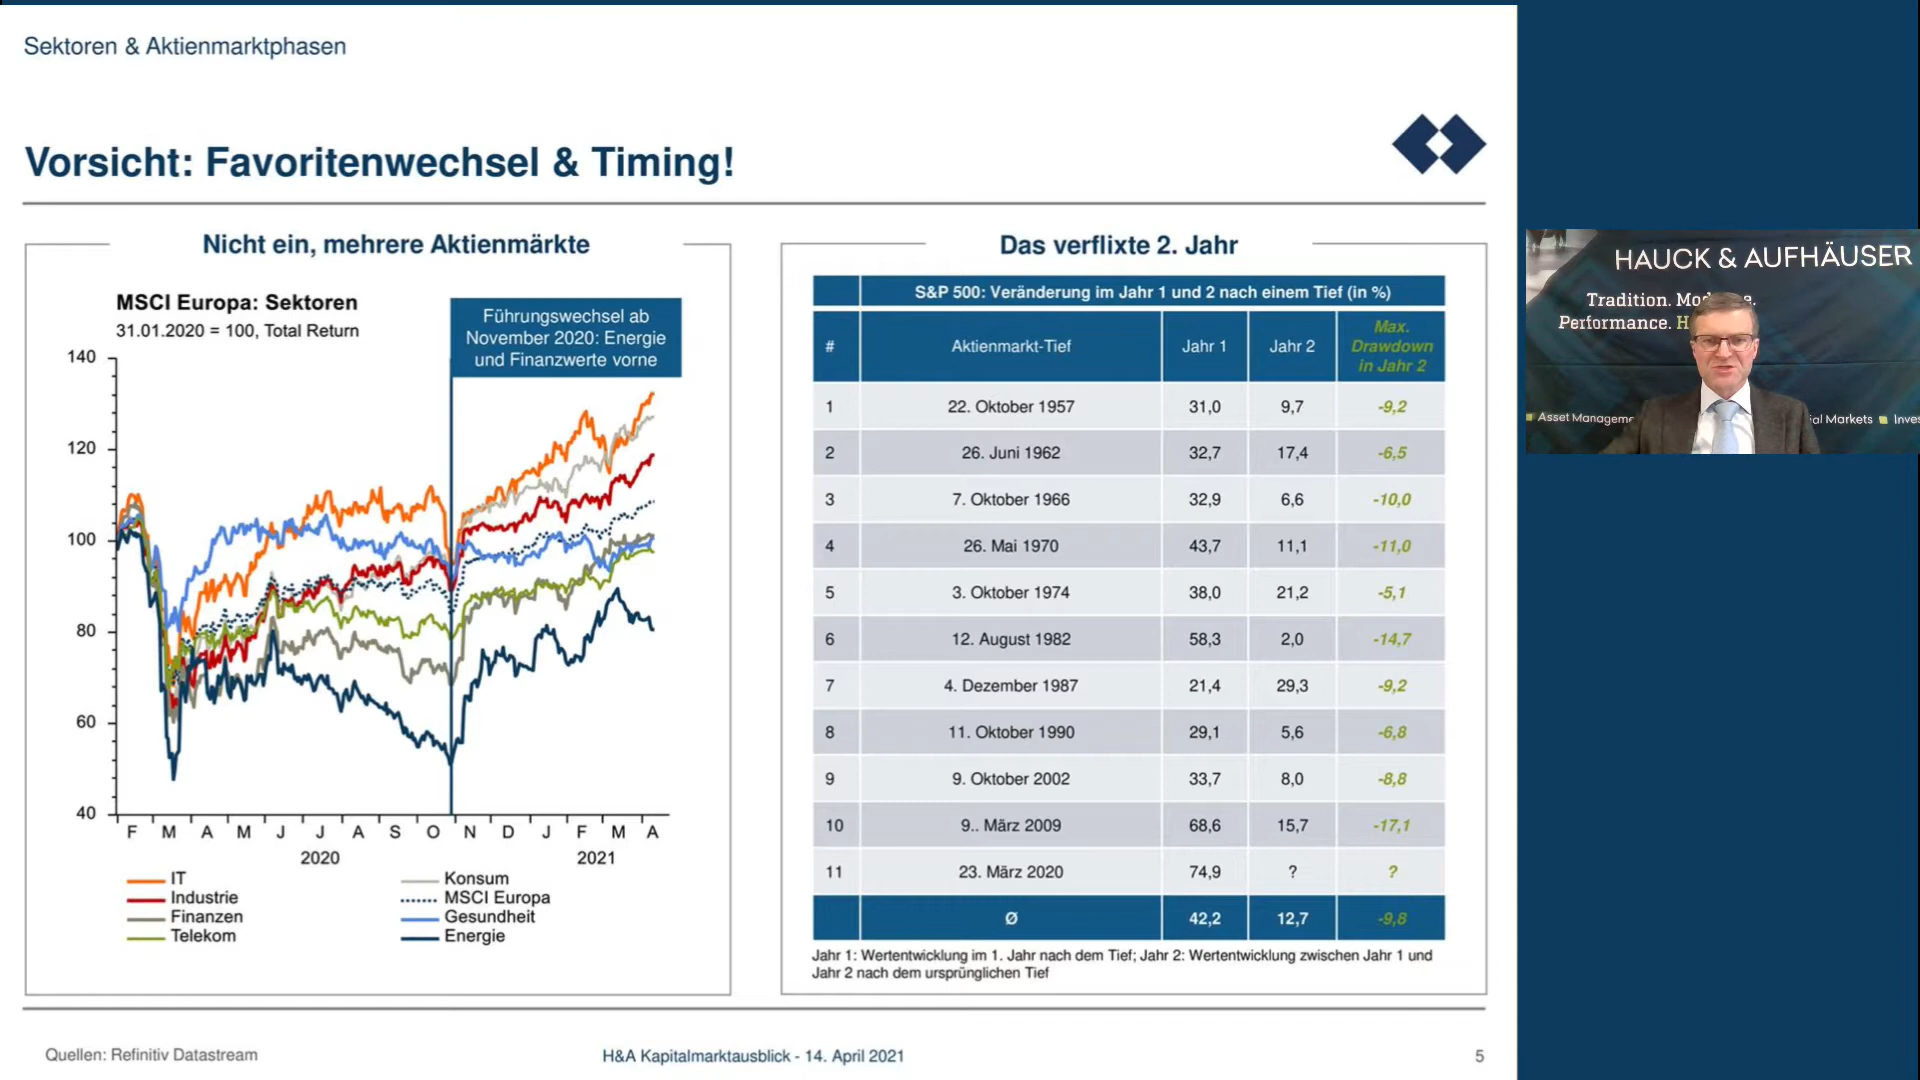 Sektoren & Aktienmarktphasen
Vorsicht: Favoritenwechsel & Timing!
Nicht ein, mehrere Aktienmärkte
MSCI Europa: Sektoren
31.01.2020 = 100, Total Return
Führungswechsel ab
November 2020: Energie
und Finanzwerte vorne
140
120
100
80
60
40
F M A M J J A S O N D J F M A
2020 2021
IT
Industrie
Finanzen
Telekom
Konsum
MSCI Europa
Gesundheit
Energie
Das verflixte 2. Jahr
S&P 500: Veränderung im Jahr 1 und 2 nach einem Tief (in %)
# Aktienmarkt-Tief Jahr 1 Jahr 2 Max.
Drawdown
in Jahr 2
1 22. Oktober 1957 31,0 9,7 -9,2
2 26. Juni 1962 32,7 17,4 -6,5
3 7. Oktober 1966 32,9 6,6 -10,0
4 26. Mai 1970 43,7 11,1 -11,0
5 3. Oktober 1974 38,0 21,2 -5,1
6 12. August 1982 58,3 2,0 -14,7
7 4. Dezember 1987 21,4 29,3 -9,2
8 11. Oktober 1990 29,1 5,6 -6,8
9 9. Oktober 2002 33,7 8,0 -8,8
10 9.. März 2009 68,6 15,7 -17,1
11 23. März 2020 74,9 ? ?
Ø 42,2 12,7 -9,8
Jahr 1: Wertentwicklung im 1. Jahr nach dem Tief; Jahr 2: Wertentwicklung zwischen Jahr 1 und
Jahr 2 nach dem ursprünglichen Tief
Quellen: Refinitiv Datastream
H&A Kapitalmarktausblick - 14. April 2021
5
HAUCK & AUFHÄUSER
Tradition.
Performance.
Asset
Markets